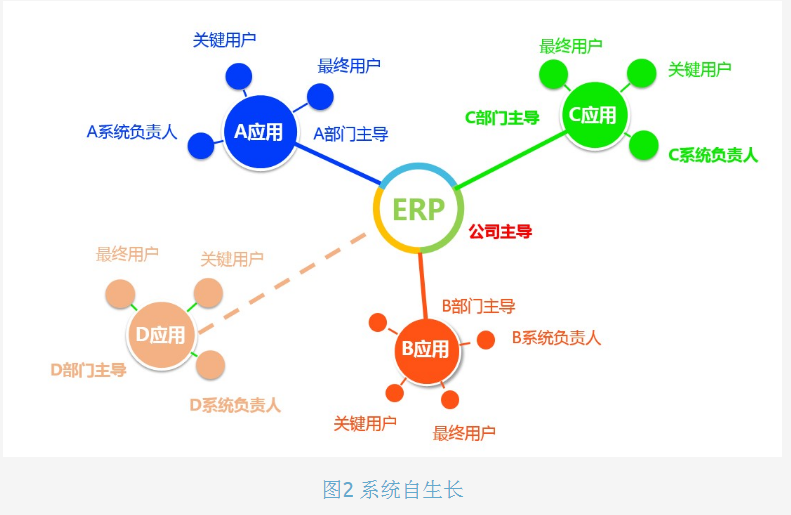 关键用户
最终用户
A系统负责人
A应用
A部门主导
最终用户
关键用户
C部门主导
C应用
C系统负责人
ERP
公司主导
最终用户
关键用户
D应用
D部门主导
D系统负责人
B部门主导
B应用
B系统负责人
关键用户
最终用户
图2 系统自生长